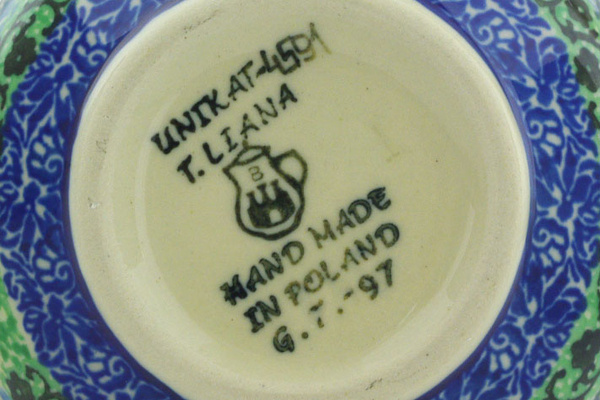 UNIKAT-4591
T. LIANA
B
HAND MADE
IN POLAND
G.T.-97